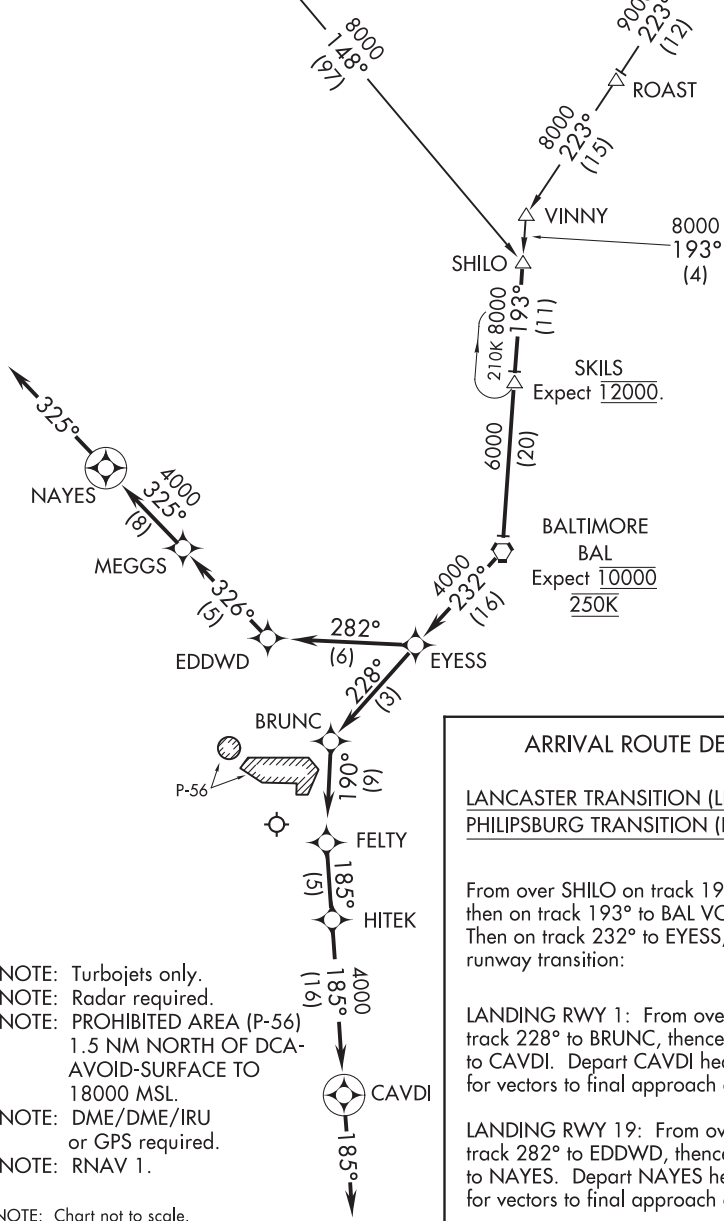 8000
148°
(97)
9000
223°
(12)
ROAST
8000
223°
(15)
VINNY
8000
193°
(4)
SHILO
210K 8000
193°
(11)
SKILS
Expect 12000.
6000
(20)
325°
NAYES
4000
325°
(8)
MEGGS
BALTIMORE
BAL
Expect 10000
250K
4000
232°
(16)
326°
(5)
EDDWD
282°
(6)
EYESS
228°
(3)
BRUNC
P-56
190°
(6)
FELTY
185°
(5)
HITEK
4000
185°
(16)
CAVDI
185°
NOTE: Turbojets only.
NOTE: Radar required.
NOTE: PROHIBITED AREA (P-56)
1.5 NM NORTH OF DCA-
AVOID-SURFACE TO
18000 MSL.
NOTE: DME/DME/IRU
or GPS required.
NOTE: RNAV 1.
NOTE: Chart not to scale.
ARRIVAL ROUTE DE
LANCASTER TRANSITION (L
PHILIPSBURG TRANSITION (
From over SHILO on track 19
then on track 193° to BAL VO
Then on track 232° to EYESS,
runway transition:
LANDING RWY 1: From over
track 228° to BRUNC, thence
to CAVDI. Depart CAVDI hea
for vectors to final approach
LANDING RWY 19: From ov
track 282° to EDDWD, thence
to NAYES. Depart NAYES he
for vectors to final approach